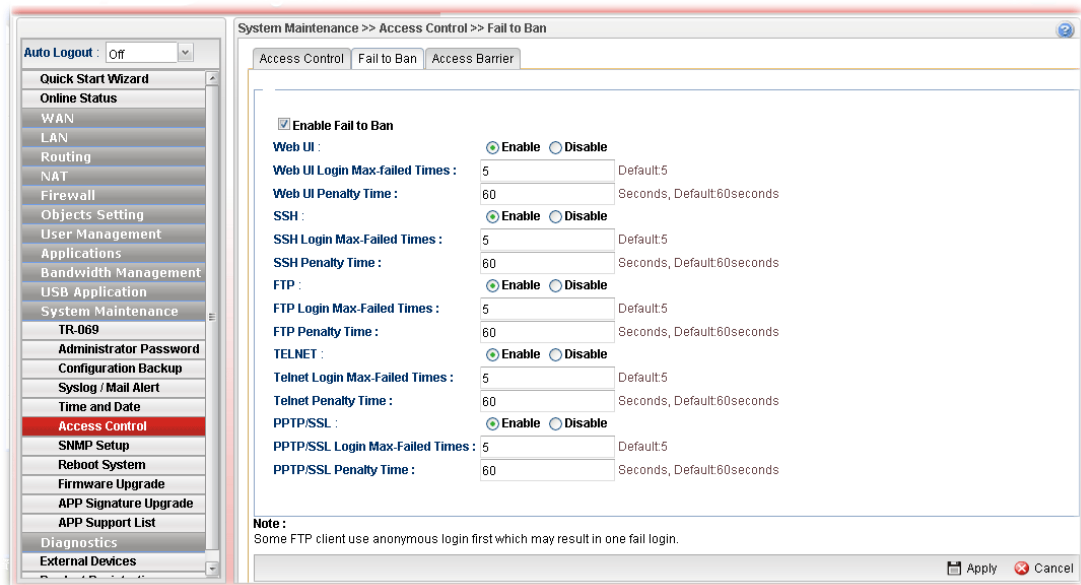 System Maintenance >> Access Control >> Fail to Ban
Auto Logout : Off
Quick Start Wizard
Online Status
WAN
LAN
Routing
NAT
Firewall
Objects Setting
User Management
Applications
Bandwidth Management
USB Application
System Maintenance
TR-069
Administrator Password
Configuration Backup
Syslog / Mail Alert
Time and Date
Access Control
SNMP Setup
Reboot System
Firmware Upgrade
APP Signature Upgrade
APP Support List
Diagnostics
External Devices
Access Control Fail to Ban Access Barrier
Enable Fail to Ban
Web UI : Enable Disable
Web UI Login Max-failed Times : 5 Default:5
Web UI Penalty Time : 60 Seconds, Default:60seconds
SSH : Enable Disable
SSH Login Max-Failed Times : 5 Default:5
SSH Penalty Time : 60 Seconds, Default:60seconds
FTP : Enable Disable
FTP Login Max-Failed Times : 5 Default:5
FTP Penalty Time : 60 Seconds, Default:60seconds
TELNET : Enable Disable
Telnet Login Max-Failed Times : 5 Default:5
Telnet Penalty Time : 60 Seconds, Default:60seconds
PPTP/SSL : Enable Disable
PPTP/SSL Login Max-Failed Times : 5 Default:5
PPTP/SSL Penalty Time : 60 Seconds, Default:60seconds
Note :
Some FTP client use anonymous login first which may result in one fail login.
Apply Cancel